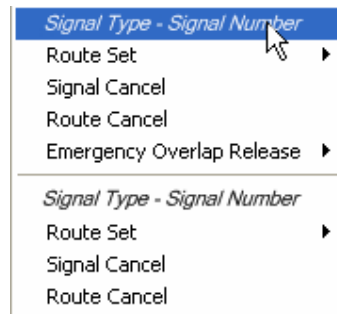 Signal Type - Signal Number
Route Set
Signal Cancel
Route Cancel
Emergency Overlap Release
Signal Type - Signal Number
Route Set
Signal Cancel
Route Cancel